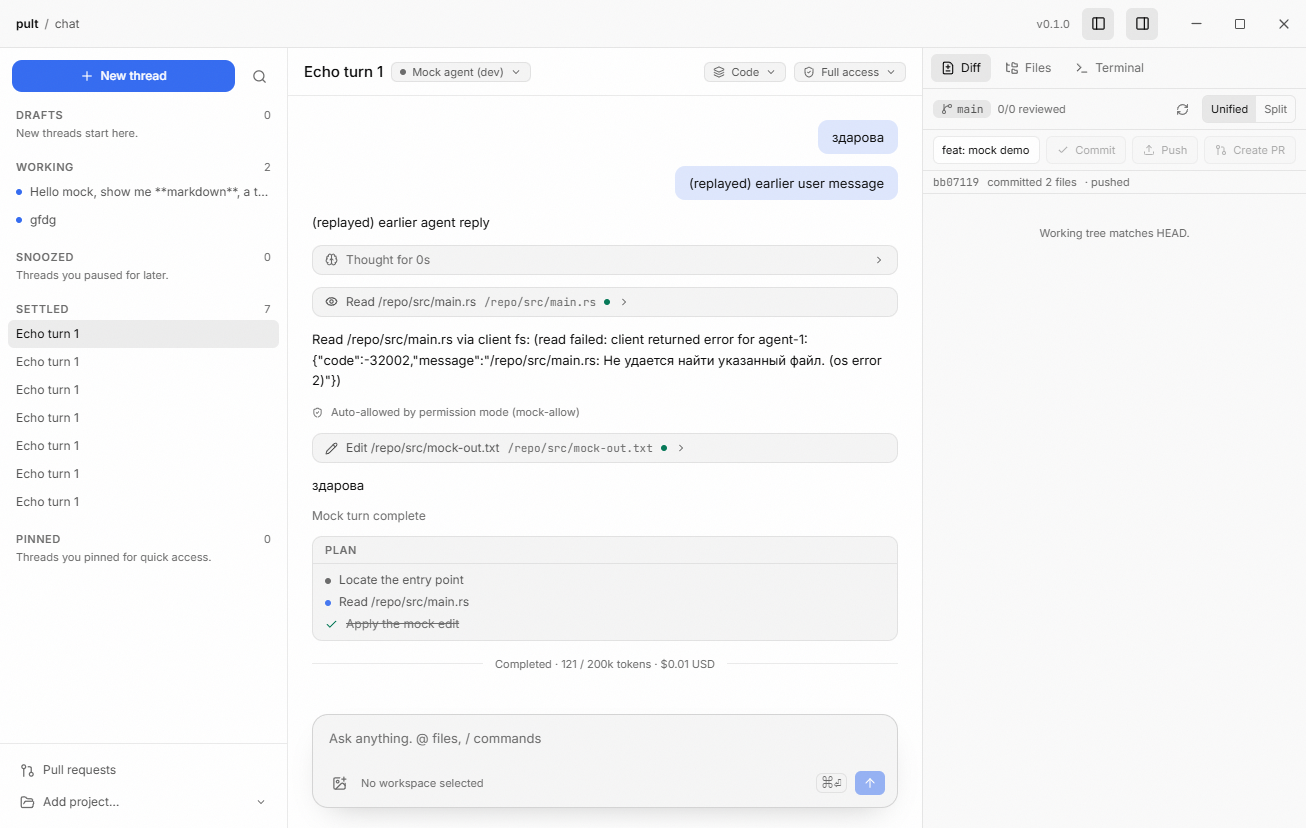 pult / chat
v0.1.0
New thread
DRAFTS 0
New threads start here.
WORKING 2
Hello mock, show me **markdown**, a t...
gfdg
SNOOZED 0
Threads you paused for later.
SETTLED 7
Echo turn 1
Echo turn 1
Echo turn 1
Echo turn 1
Echo turn 1
Echo turn 1
Echo turn 1
PINNED 0
Threads you pinned for quick access.
Pull requests
Add project...
Echo turn 1 Mock agent (dev) Code Full access
здарова
(replayed) earlier user message
(replayed) earlier agent reply
Thought for 0s
Read /repo/src/main.rs /repo/src/main.rs
Read /repo/src/main.rs via client fs: (read failed: client returned error for agent-1:
{"code":-32002,"message":"/repo/src/main.rs: Не удается найти указанный файл. (os error
2)"})
Auto-allowed by permission mode (mock-allow)
Edit /repo/src/mock-out.txt /repo/src/mock-out.txt
здарова
Mock turn complete
PLAN
Locate the entry point
Read /repo/src/main.rs
Apply the mock edit
Completed · 121 / 200k tokens · $0.01 USD
Ask anything. @ files, / commands
No workspace selected ⌘⏎
Diff Files Terminal
main 0/0 reviewed Unified Split
feat: mock demo Commit Push Create PR
bb07119 committed 2 files · pushed
Working tree matches HEAD.